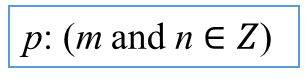 p: (m and n ∈ Z)